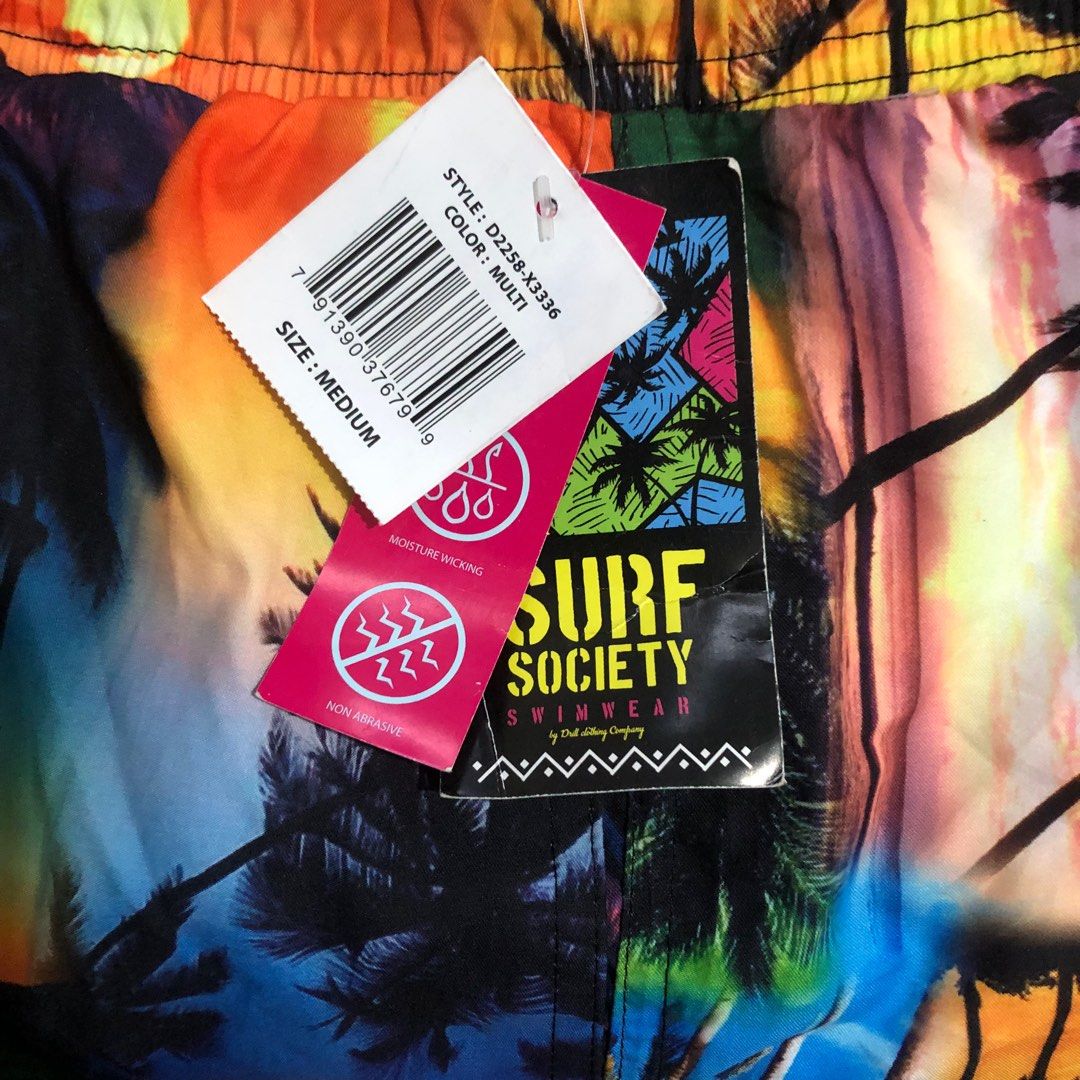 STYLE : D2258-X3336
COLOR : MULTI
7 91390 37679 9
SIZE : MEDIUM
MOISTURE WICKING
NON ABRASIVE
SURF
SOCIETY
SWIMWEAR
by Drill clothing Company